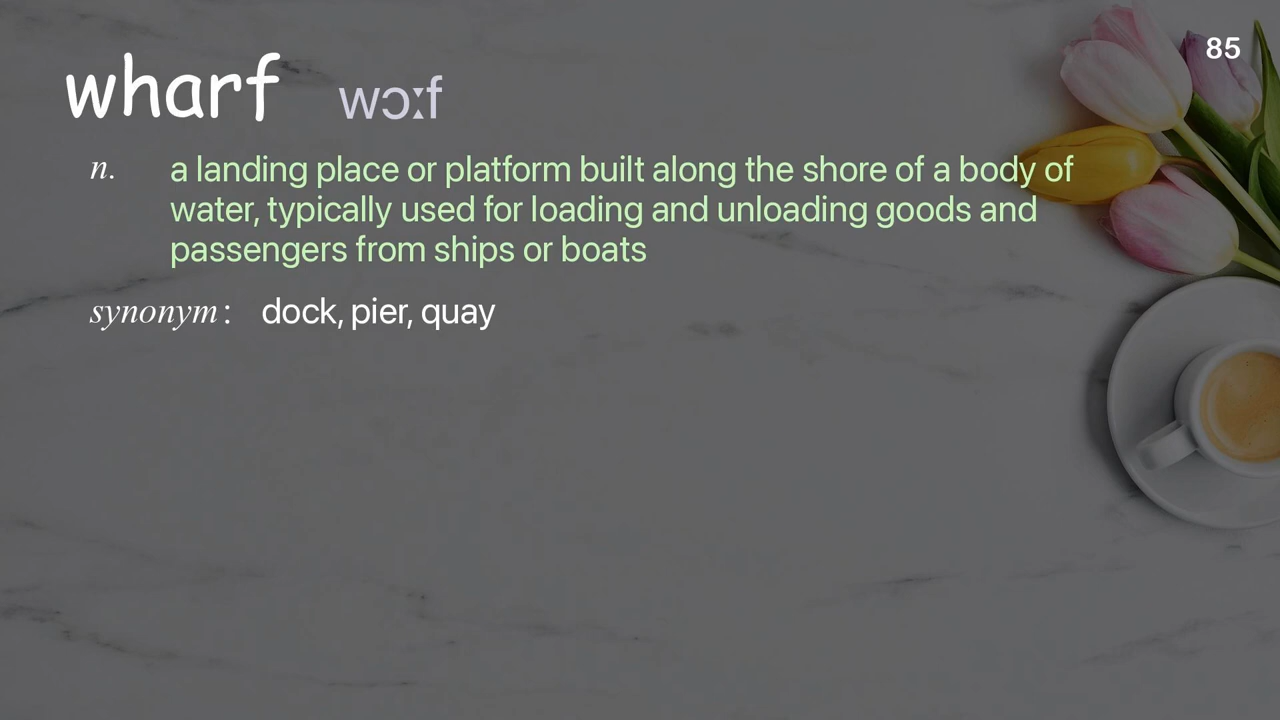 85
wharf wɔːf
n. a landing place or platform built along the shore of a body of
water, typically used for loading and unloading goods and
passengers from ships or boats
synonym: dock, pier, quay